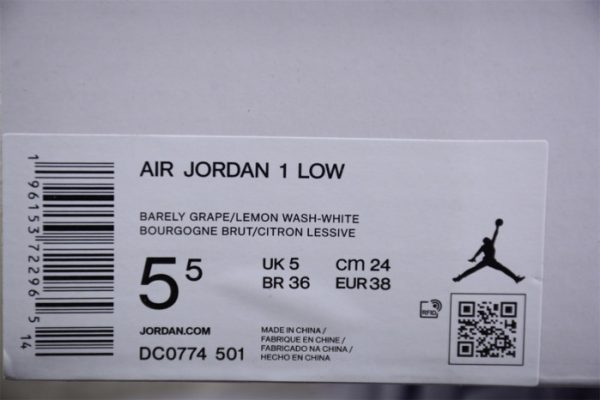 AIR JORDAN 1 LOW
BARELY GRAPE/LEMON WASH-WHITE
BOURGOGNE BRUT/CITRON LESSIVE
5 5
UK 5 cm 24
BR 36 EUR 38
JORDAN.COM
DC0774 501
MADE IN CHINA /
FABRIQUE EN CHINE /
FABRICADO NA CHINA /
HECHO EN CHINA
RFID
1 96153 72296 5 14